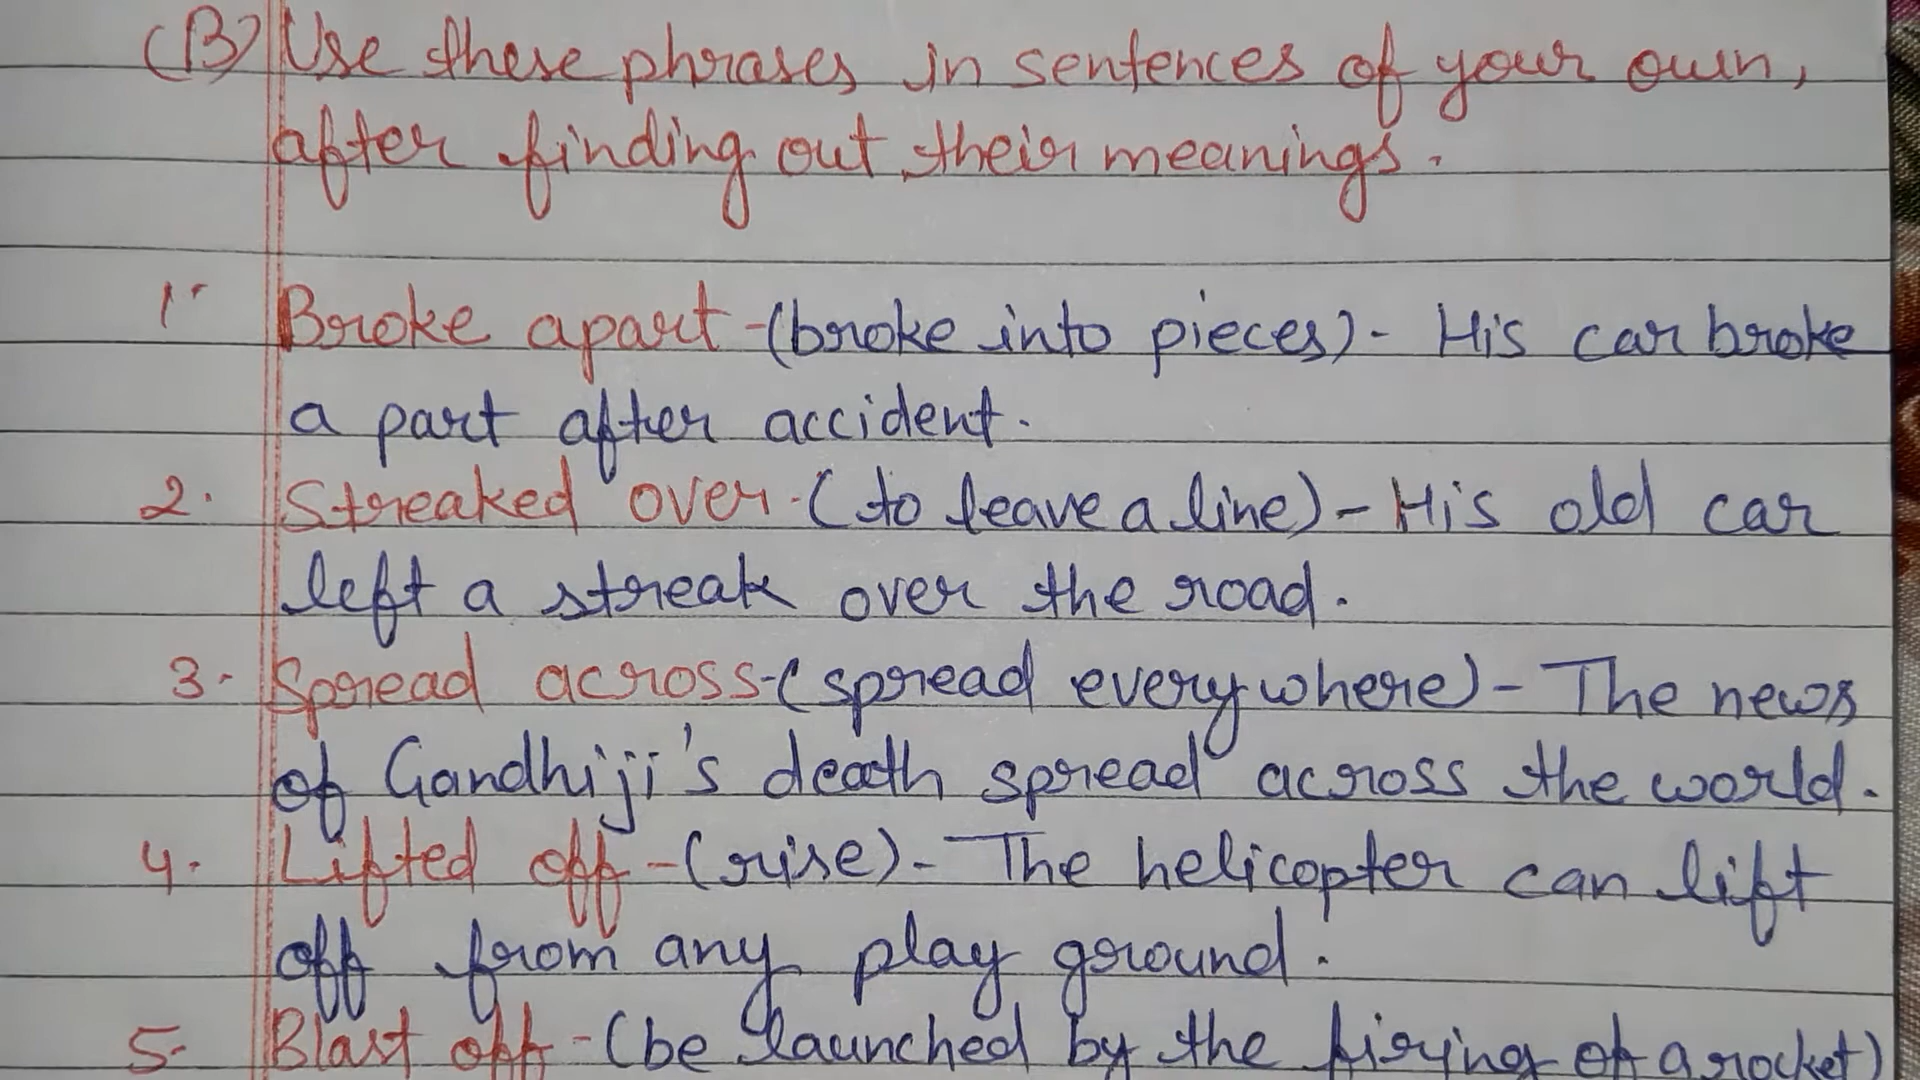 (B) Use these phrases in sentences of your own,
after finding out their meanings.
1. Broke apart - (broke into pieces) - His car broke
a part after accident.
2. Streaked over - (to leave a line) - His old car
left a streak over the road.
3. Spread across - (spread everywhere) - The news
of Gandhiji's death spread across the world.
4. Lifted off - (rise) - The helicopter can lift
off from any play ground.
5. Blast off - (be launched by the firing of a rocket)